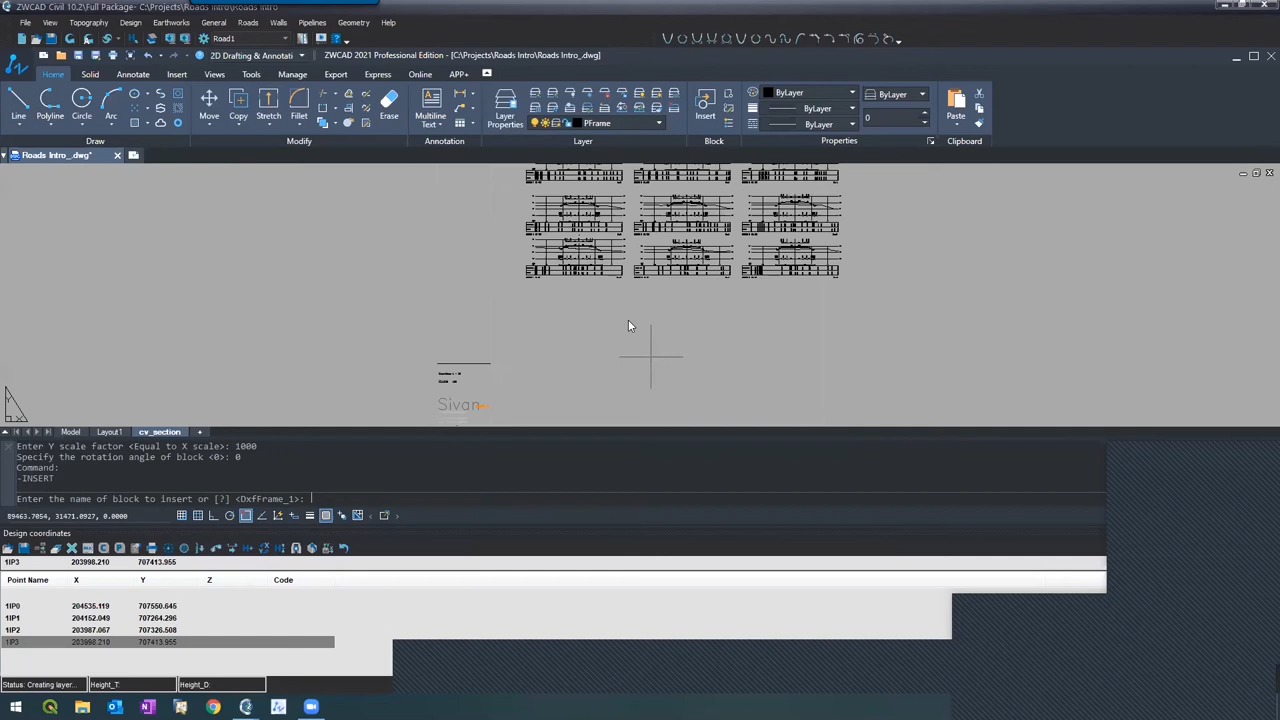 ZWCAD Civil 10.2\Full Package- C:\Projects\Roads Intro\Roads Intro
File View Topography Design Earthworks General Roads Walls Pipelines Geometry Help
Road1
2D Drafting & Annotati
ZWCAD 2021 Professional Edition - [C:\Projects\Roads Intro\Roads Intro_.dwg]
Home Solid Annotate Insert Views Tools Manage Export Express Online APP+
Line Polyline Circle Arc Move Copy Stretch Fillet Erase Multiline Text Layer Properties PFrame Insert ByLayer ByLayer ByLayer ByLayer 0 Paste
Draw Modify Annotation Layer Block Properties Clipboard
Roads Intro_.dwg*
Sivan
Y
X
Model Layout1 cv_section +
Enter Y scale factor <Equal to X scale>: 1000
Specify the rotation angle of block <0>: 0
Command:
-INSERT
Enter the name of block to insert or [?] <DxfFrame_1>:
89463.7054, 31471.0927, 0.0000
Design coordinates
1IP3 203998.210 707413.955
Point Name X Y Z Code
1IP0 204535.119 707550.645
1IP1 204152.049 707264.296
1IP2 203987.067 707326.508
1IP3 203998.210 707413.955
Status: Creating layer... Height_T: Height_D: